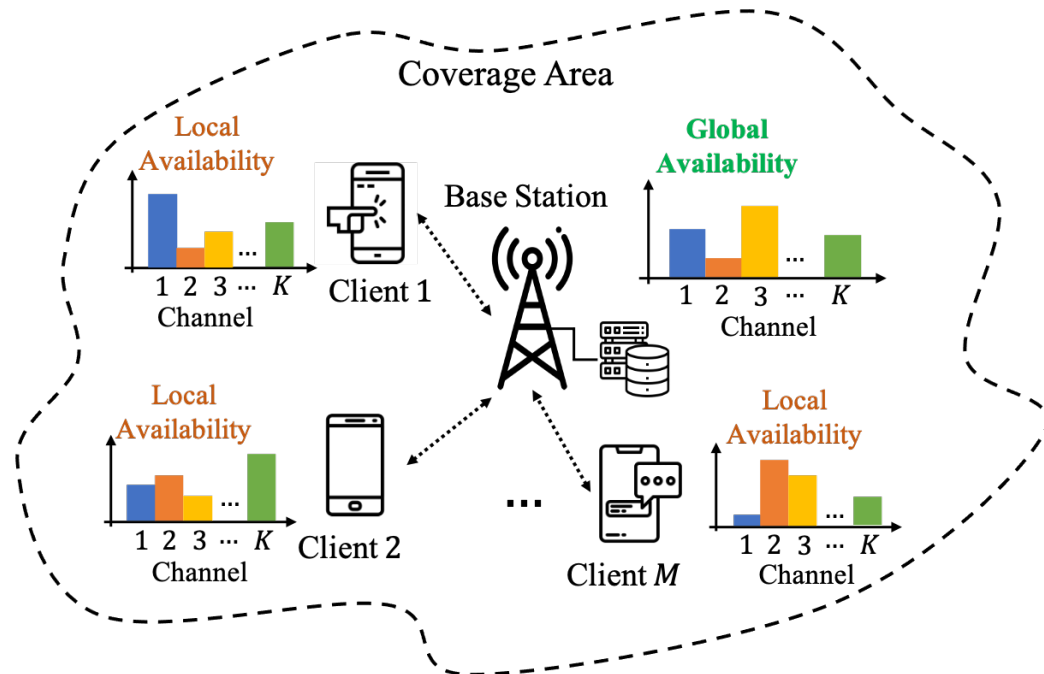 Coverage Area
Local
Availability
1 2 3 ... K
Channel
Client 1
Base Station
Global
Availability
1 2 3 ... K
Channel
Local
Availability
1 2 3 ... K
Channel
Client 2
...
Client M
Local
Availability
1 2 3 ... K
Channel